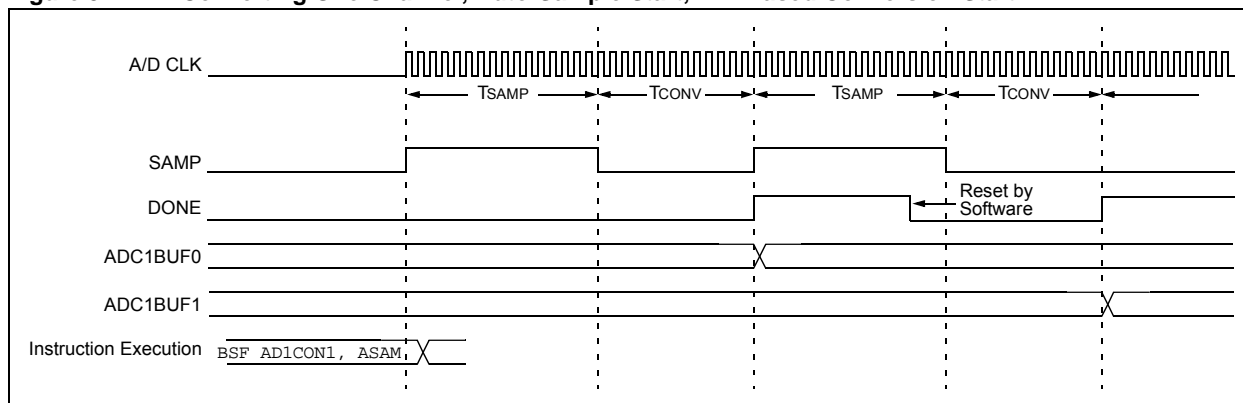 A/D CLK
TSAMP TCONV TSAMP TCONV
SAMP
DONE
Reset by
Software
ADC1BUF0
ADC1BUF1
Instruction Execution BSF AD1CON1, ASAM